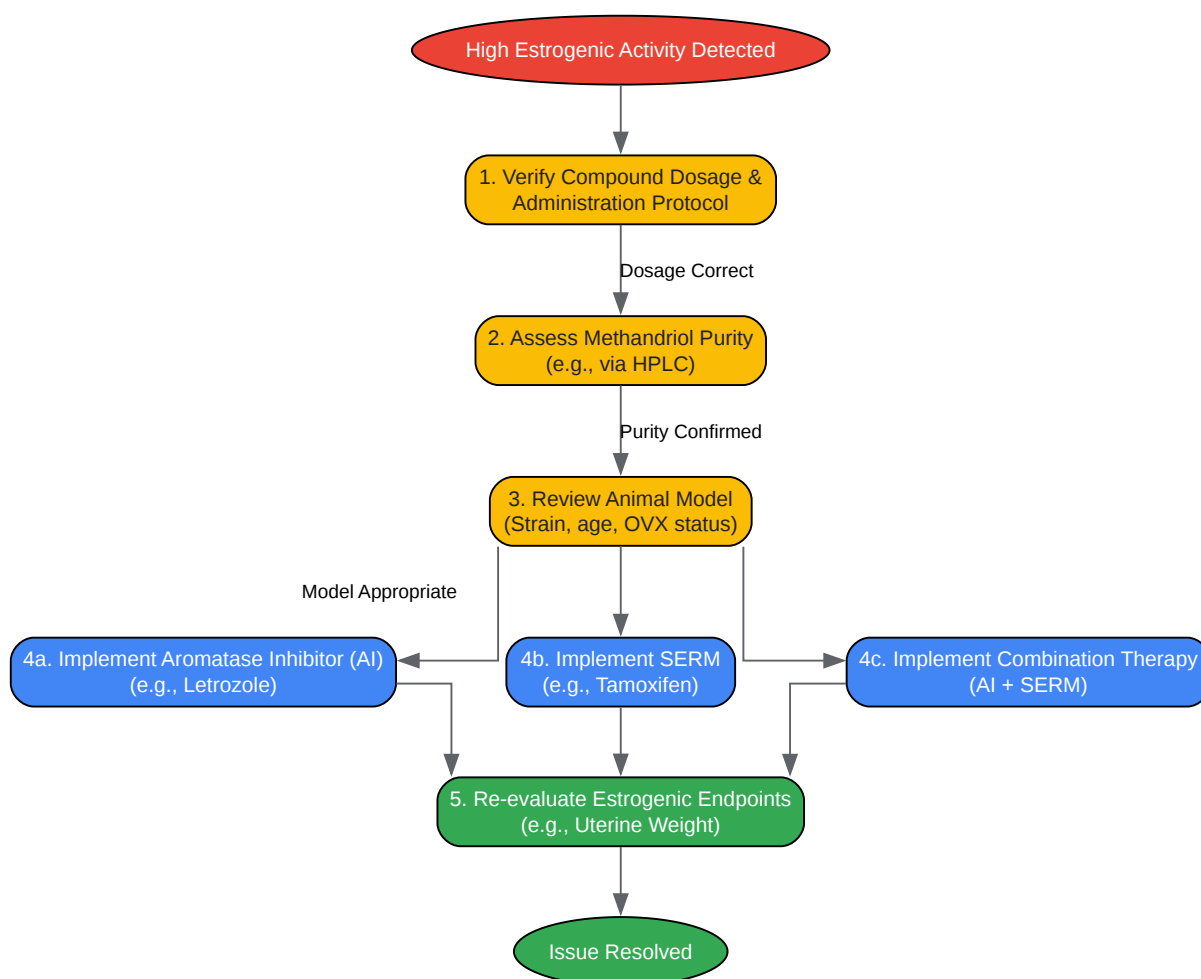 High Estrogenic Activity Detected
1. Verify Compound Dosage &
Administration Protocol
Dosage Correct
2. Assess Methandriol Purity
(e.g., via HPLC)
Purity Confirmed
3. Review Animal Model
(Strain, age, OVX status)
Model Appropriate
4a. Implement Aromatase Inhibitor (AI)
(e.g., Letrozole)
4b. Implement SERM
(e.g., Tamoxifen)
4c. Implement Combination Therapy
(AI + SERM)
5. Re-evaluate Estrogenic Endpoints
(e.g., Uterine Weight)
Issue Resolved